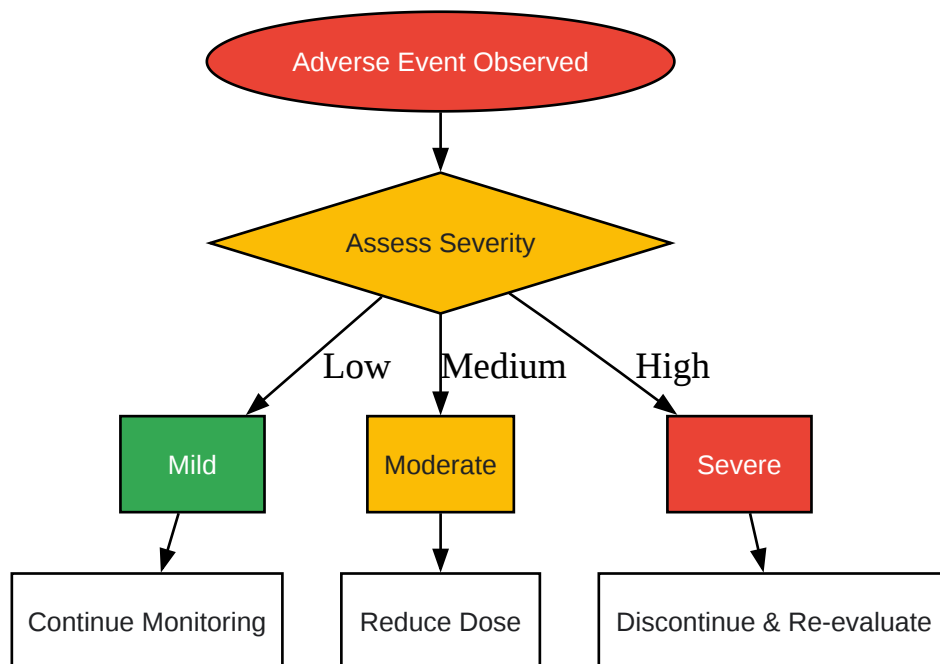 Adverse Event Observed
Assess Severity
Low
Medium
High
Mild
Moderate
Severe
Continue Monitoring
Reduce Dose
Discontinue & Re-evaluate